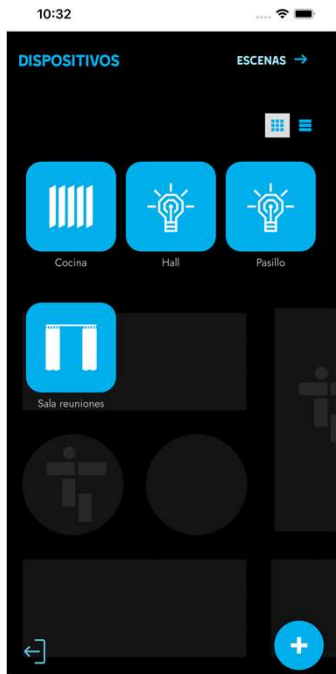 10:32
DISPOSITIVOS
ESCENAS
Cocina
Hall
Pasillo
Sala reuniones